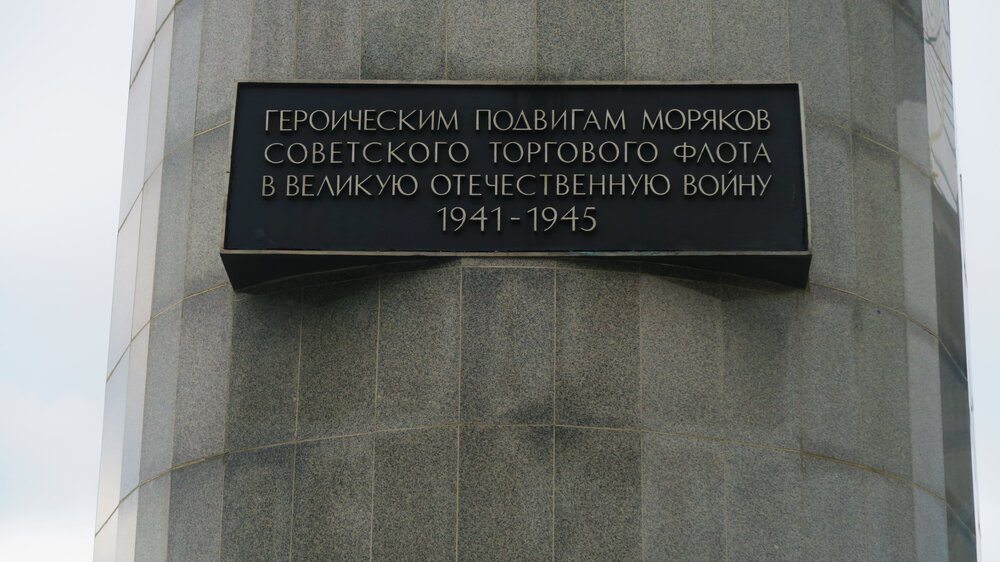 ГЕРОИЧЕСКИМ ПОДВИГАМ МОРЯКОВ
СОВЕТСКОГО ТОРГОВОГО ФЛОТА
В ВЕЛИКУЮ ОТЕЧЕСТВЕННУЮ ВОЙНУ
1941-1945